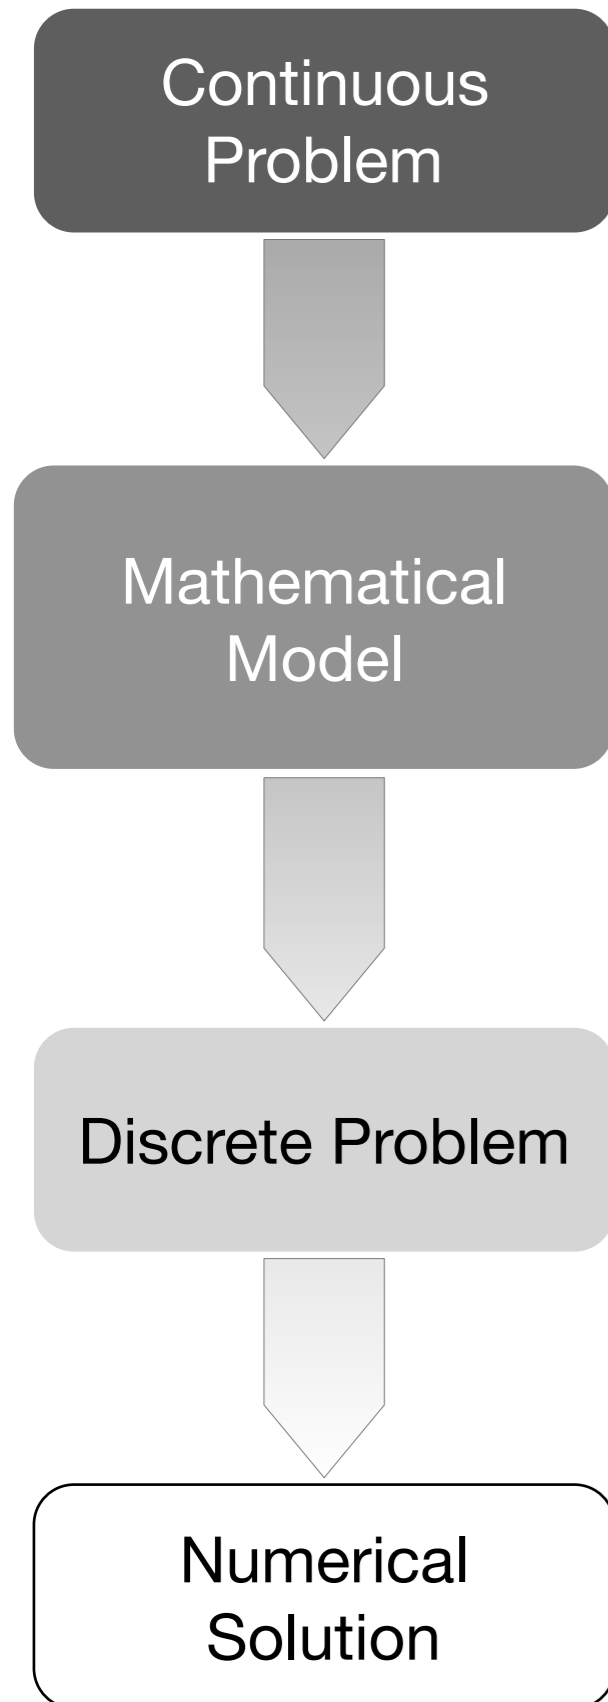 Continuous
Problem
Mathematical
Model
Discrete Problem
Numerical
Solution